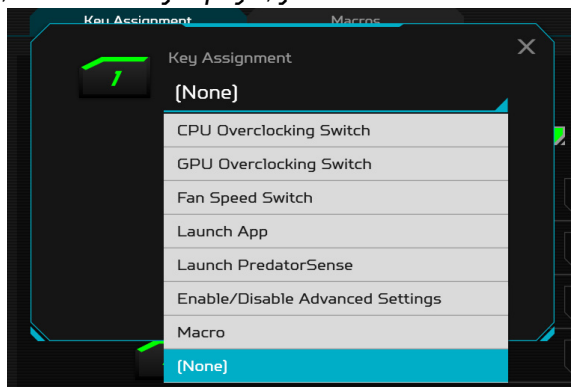 Key Assignment Macros
Key Assignment
1
(None)
CPU Overclocking Switch
GPU Overclocking Switch
Fan Speed Switch
Launch App
Launch PredatorSense
Enable/Disable Advanced Settings
Macro
(None)